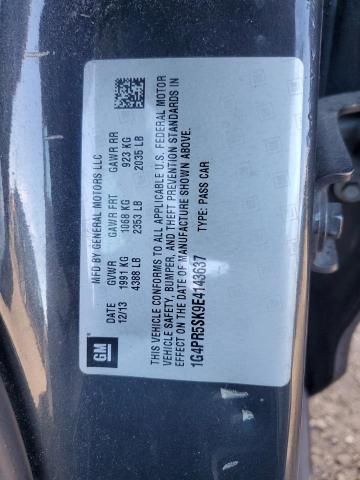 MFD BY GENERAL MOTORS LLC
DATE GVWR GAWR FRT GAWR RR
12/13 1991 KG 1068 KG 923 KG
4388 LB 2353 LB 2035 LB
THIS VEHICLE CONFORMS TO ALL APPLICABLE U.S. FEDERAL MOTOR
VEHICLE SAFETY, BUMPER, AND THEFT PREVENTION STANDARDS IN
EFFECT ON THE DATE OF MANUFACTURE SHOWN ABOVE.
1G4PR5SX9E4143637 TYPE: PASS CAR
GM